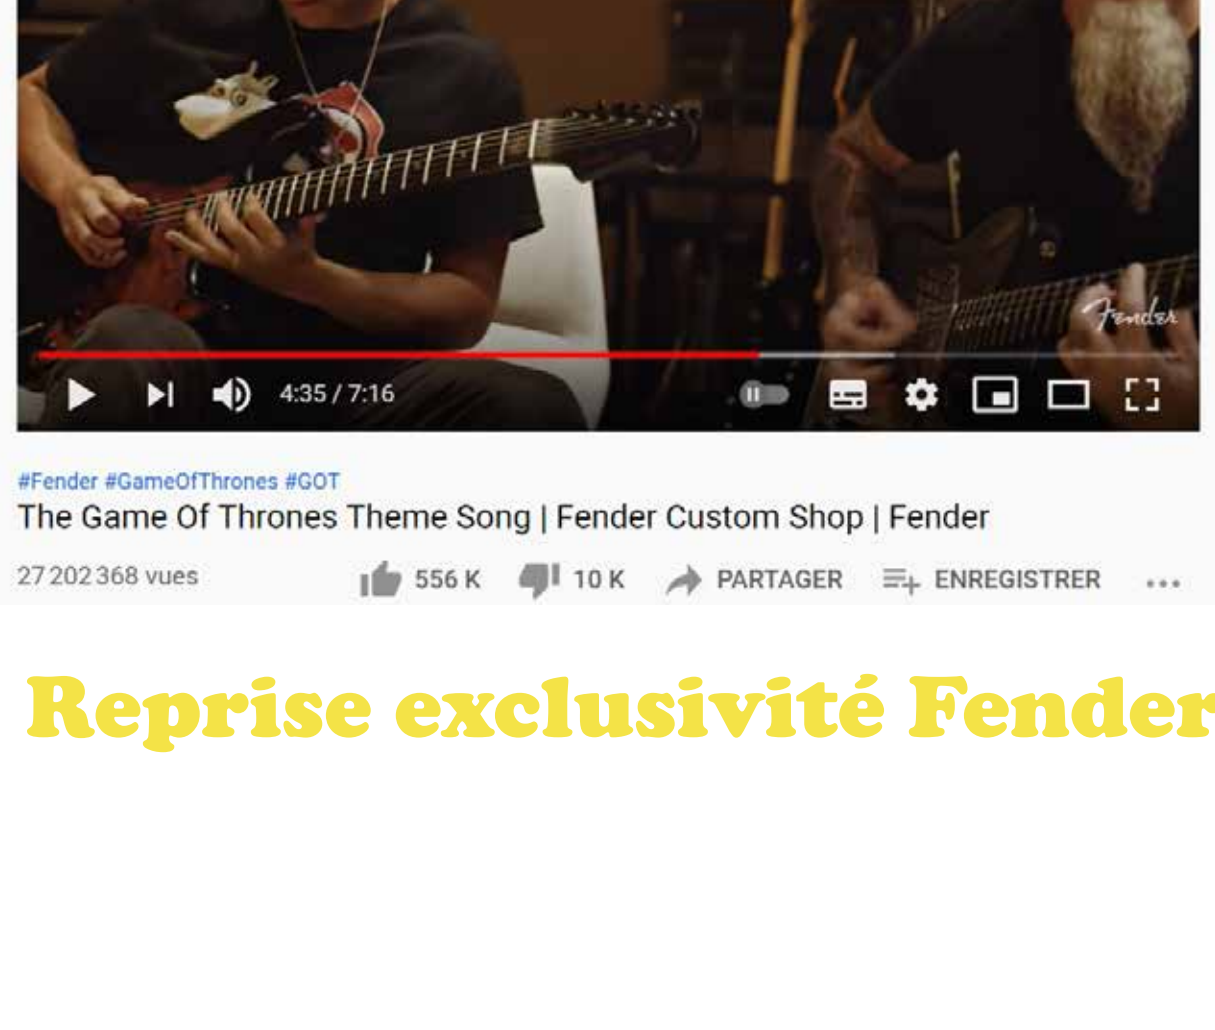 Fender
4:35 / 7:16
#Fender #GameOfThrones #GOT
The Game Of Thrones Theme Song | Fender Custom Shop | Fender
27 202 368 vues 556 K 10 K PARTAGER ENREGISTRER
Reprise exclusivité Fender